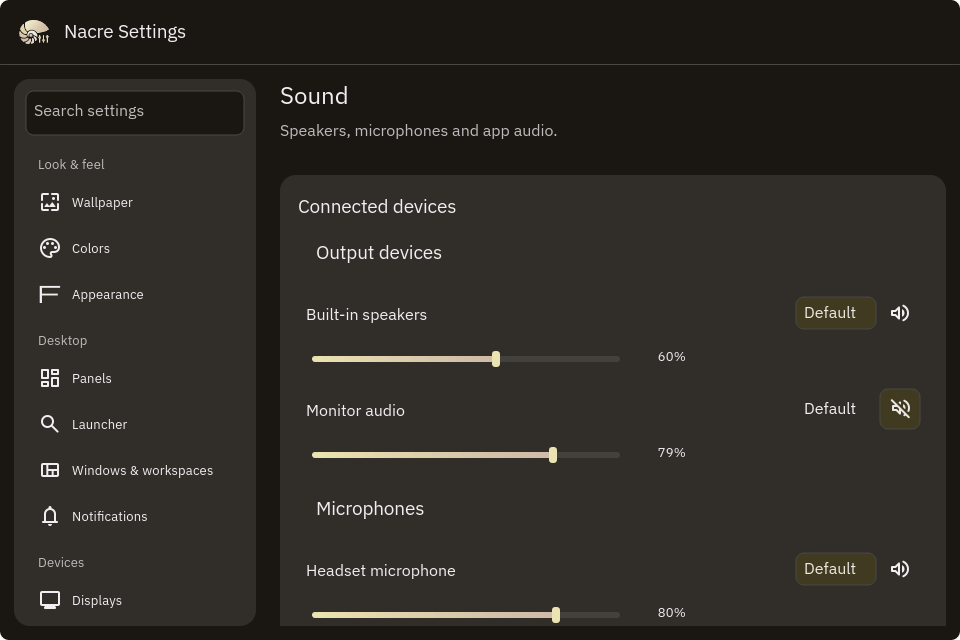 Nacre Settings
Search settings
Look & feel
Wallpaper
Colors
Appearance
Desktop
Panels
Launcher
Windows & workspaces
Notifications
Devices
Displays
Sound
Speakers, microphones and app audio.
Connected devices
Output devices
Built-in speakers
Default
60%
Monitor audio
Default
79%
Microphones
Headset microphone
Default
80%